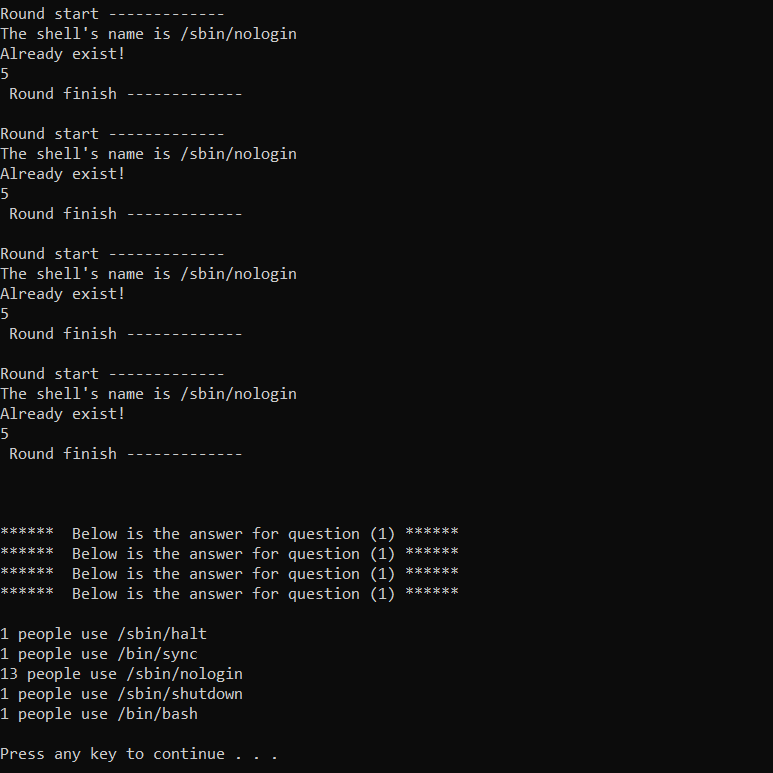 Round start -------------
The shell's name is /sbin/nologin
Already exist!
5
 Round finish -------------
Round start -------------
The shell's name is /sbin/nologin
Already exist!
5
 Round finish -------------
Round start -------------
The shell's name is /sbin/nologin
Already exist!
5
 Round finish -------------
Round start -------------
The shell's name is /sbin/nologin
Already exist!
5
 Round finish -------------
******  Below is the answer for question (1) ******
******  Below is the answer for question (1) ******
******  Below is the answer for question (1) ******
******  Below is the answer for question (1) ******
1 people use /sbin/halt
1 people use /bin/sync
13 people use /sbin/nologin
1 people use /sbin/shutdown
1 people use /bin/bash
Press any key to continue . . .